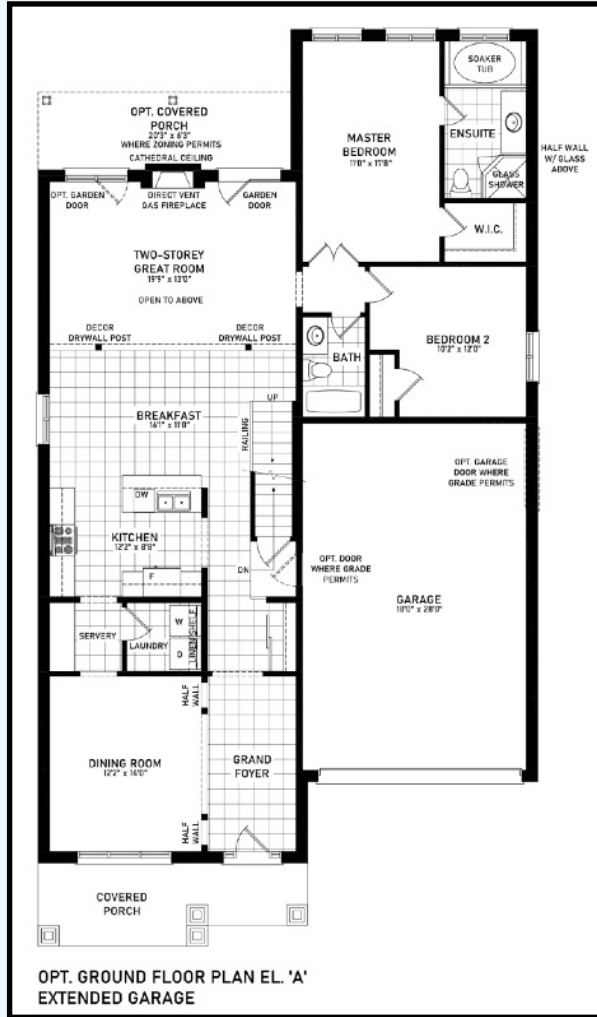 SOAKER
TUB
OPT. COVERED
PORCH
20'3" x 6'3"
WHERE ZONING PERMITS
CATHEDRAL CEILING
MASTER
BEDROOM
11'0" x 17'8"
ENSUITE
HALF WALL
W/ GLASS
ABOVE
GLASS
SHOWER
OPT. GARDEN
DOOR
DIRECT VENT
GAS FIREPLACE
GARDEN
DOOR
W.I.C.
TWO-STOREY
GREAT ROOM
19'9" x 13'0"
OPEN TO ABOVE
DECOR
DRYWALL POST
DECOR
DRYWALL POST
BATH
BEDROOM 2
10'2" x 12'0"
UP
BREAKFAST
16'1" x 11'0"
RAILING
OPT. GARAGE
DOOR WHERE
GRADE PERMITS
DW
KITCHEN
12'2" x 8'8"
F
DN
OPT. DOOR
WHERE GRADE
PERMITS
GARAGE
18'0" x 28'0"
SERVERY
LAUNDRY
W
D
LINEN SHELF
HALF
WALL
DINING ROOM
12'2" x 14'0"
GRAND
FOYER
HALF
WALL
COVERED
PORCH
OPT. GROUND FLOOR PLAN EL. 'A'
EXTENDED GARAGE